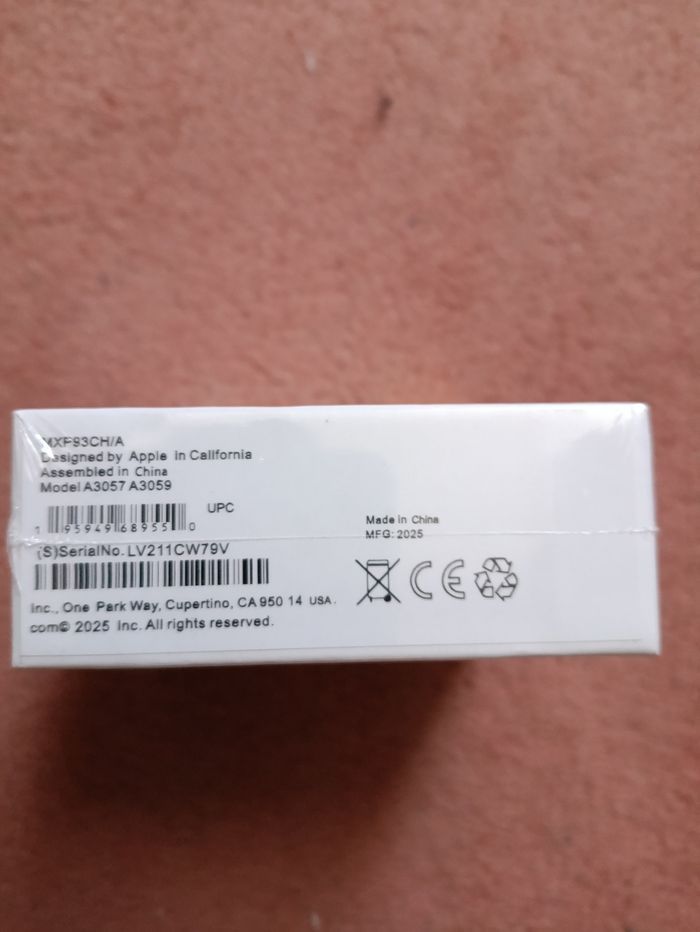 MXP93CH/A
Designed by Apple in California
Assembled in China
Model A3057 A3059
UPC
1 95949 68955 0
(S)SerialNo. LV211CW79V
Inc., One Park Way, Cupertino, CA 950 14 USA.
com© 2025 Inc. All rights reserved.
Made in China
MFG: 2025
CE